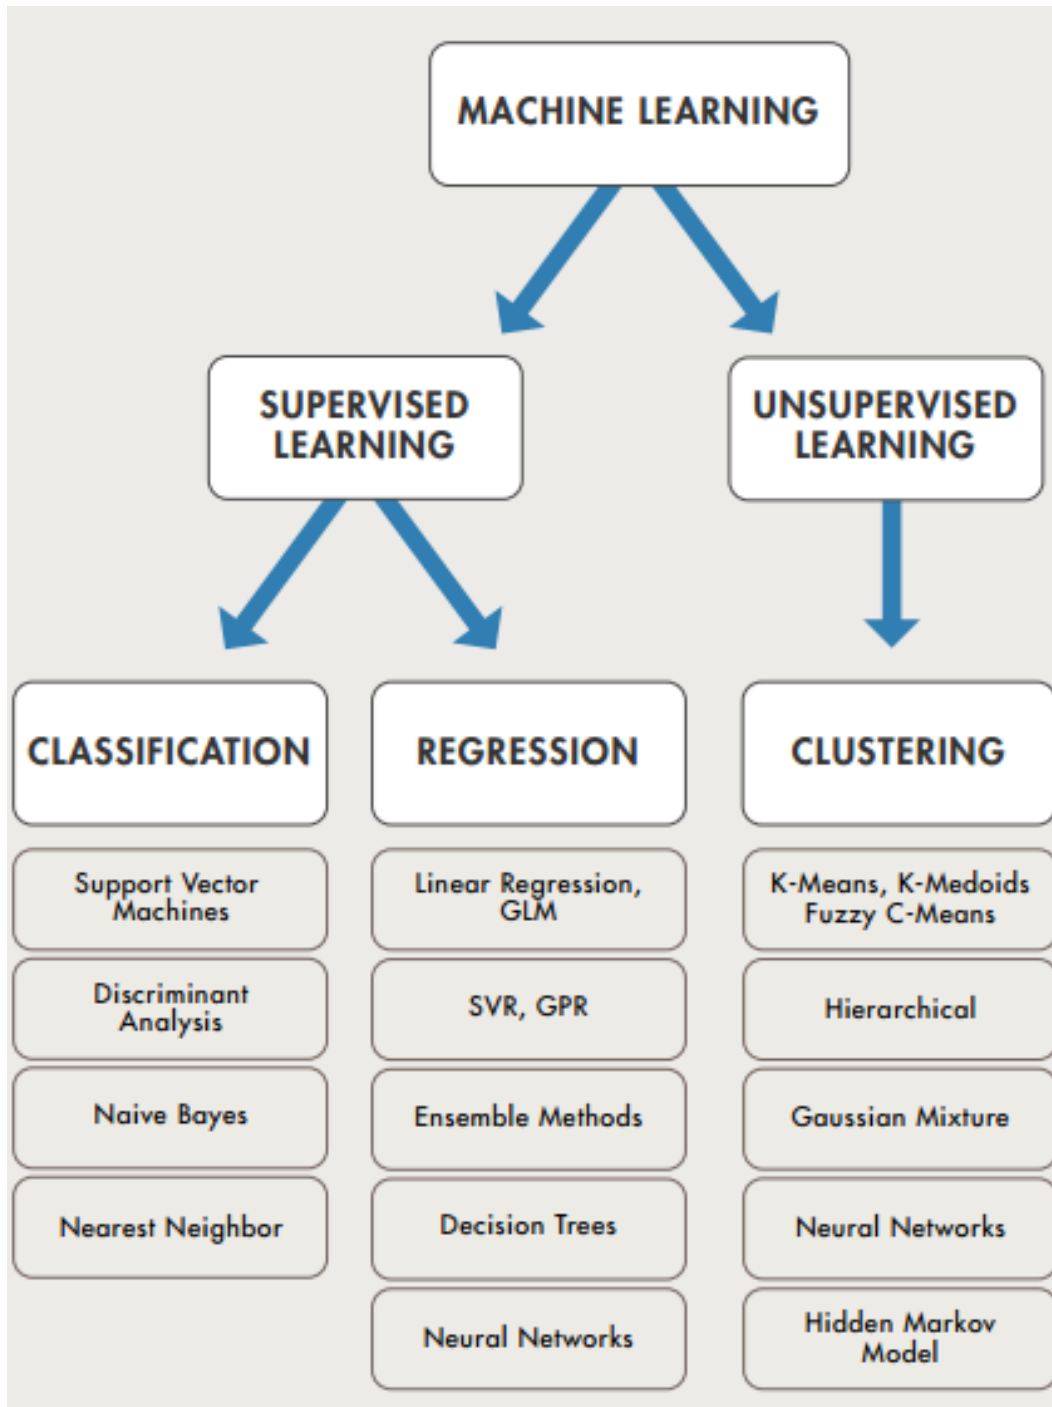 MACHINE LEARNING
SUPERVISED
LEARNING
UNSUPERVISED
LEARNING
CLASSIFICATION
Support Vector
Machines
Discriminant
Analysis
Naive Bayes
Nearest Neighbor
REGRESSION
Linear Regression,
GLM
SVR, GPR
Ensemble Methods
Decision Trees
Neural Networks
CLUSTERING
K-Means, K-Medoids
Fuzzy C-Means
Hierarchical
Gaussian Mixture
Neural Networks
Hidden Markov
Model